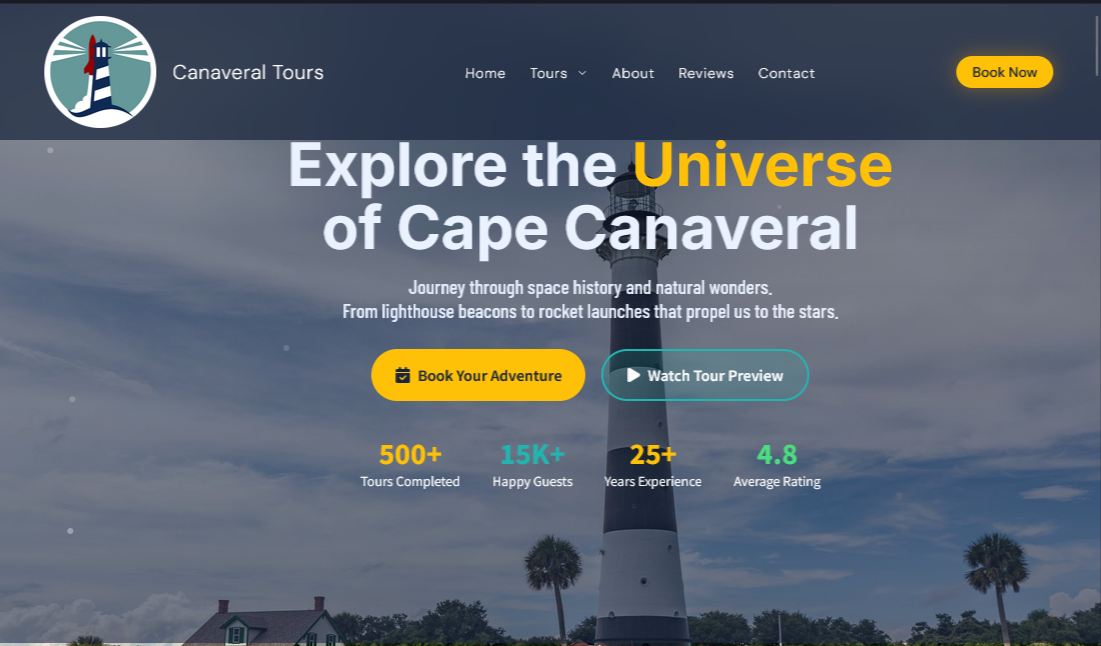 Canaveral Tours
Home Tours About Reviews Contact
Book Now
Explore the Universe
of Cape Canaveral
Journey through space history and natural wonders.
From lighthouse beacons to rocket launches that propel us to the stars.
Book Your Adventure
Watch Tour Preview
500+ 15K+ 25+ 4.8
Tours Completed Happy Guests Years Experience Average Rating